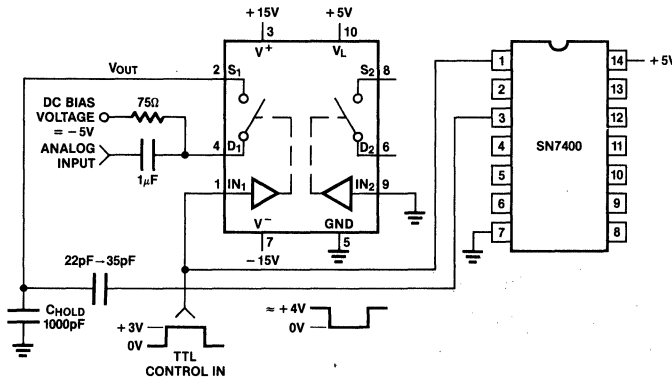 +15V
+5V
3
10
V+
VL
VOUT
2
S1
S2
8
DC BIAS
VOLTAGE
= −5V
75Ω
ANALOG
INPUT
1μF
4
D1
D2
6
1
IN1
IN2
9
V−
GND
7
5
−15V
22pF→35pF
CHOLD
1000pF
+3V
0V
TTL
CONTROL IN
≈ +4V
0V
SN7400
1
2
3
4
5
6
7
14
13
12
11
10
9
8
+5V